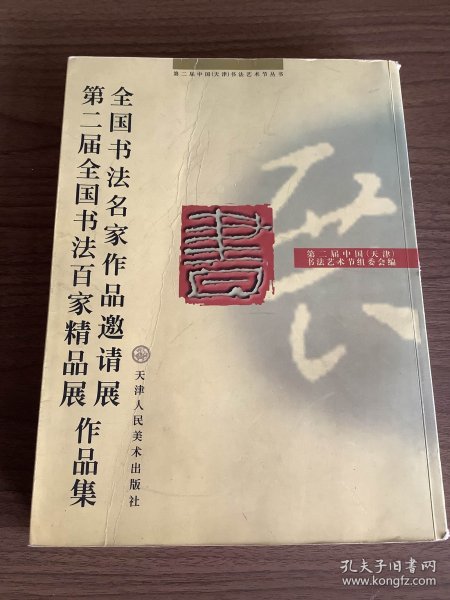 第二届中国(天津)书法艺术节丛书
全国书法名家作品邀请展
第二届全国书法百家精品展
作品集
書
第二届中国(天津)
书法艺术节组委会编
天津人民美术出版社
孔夫子旧书网
www.kongfz.com